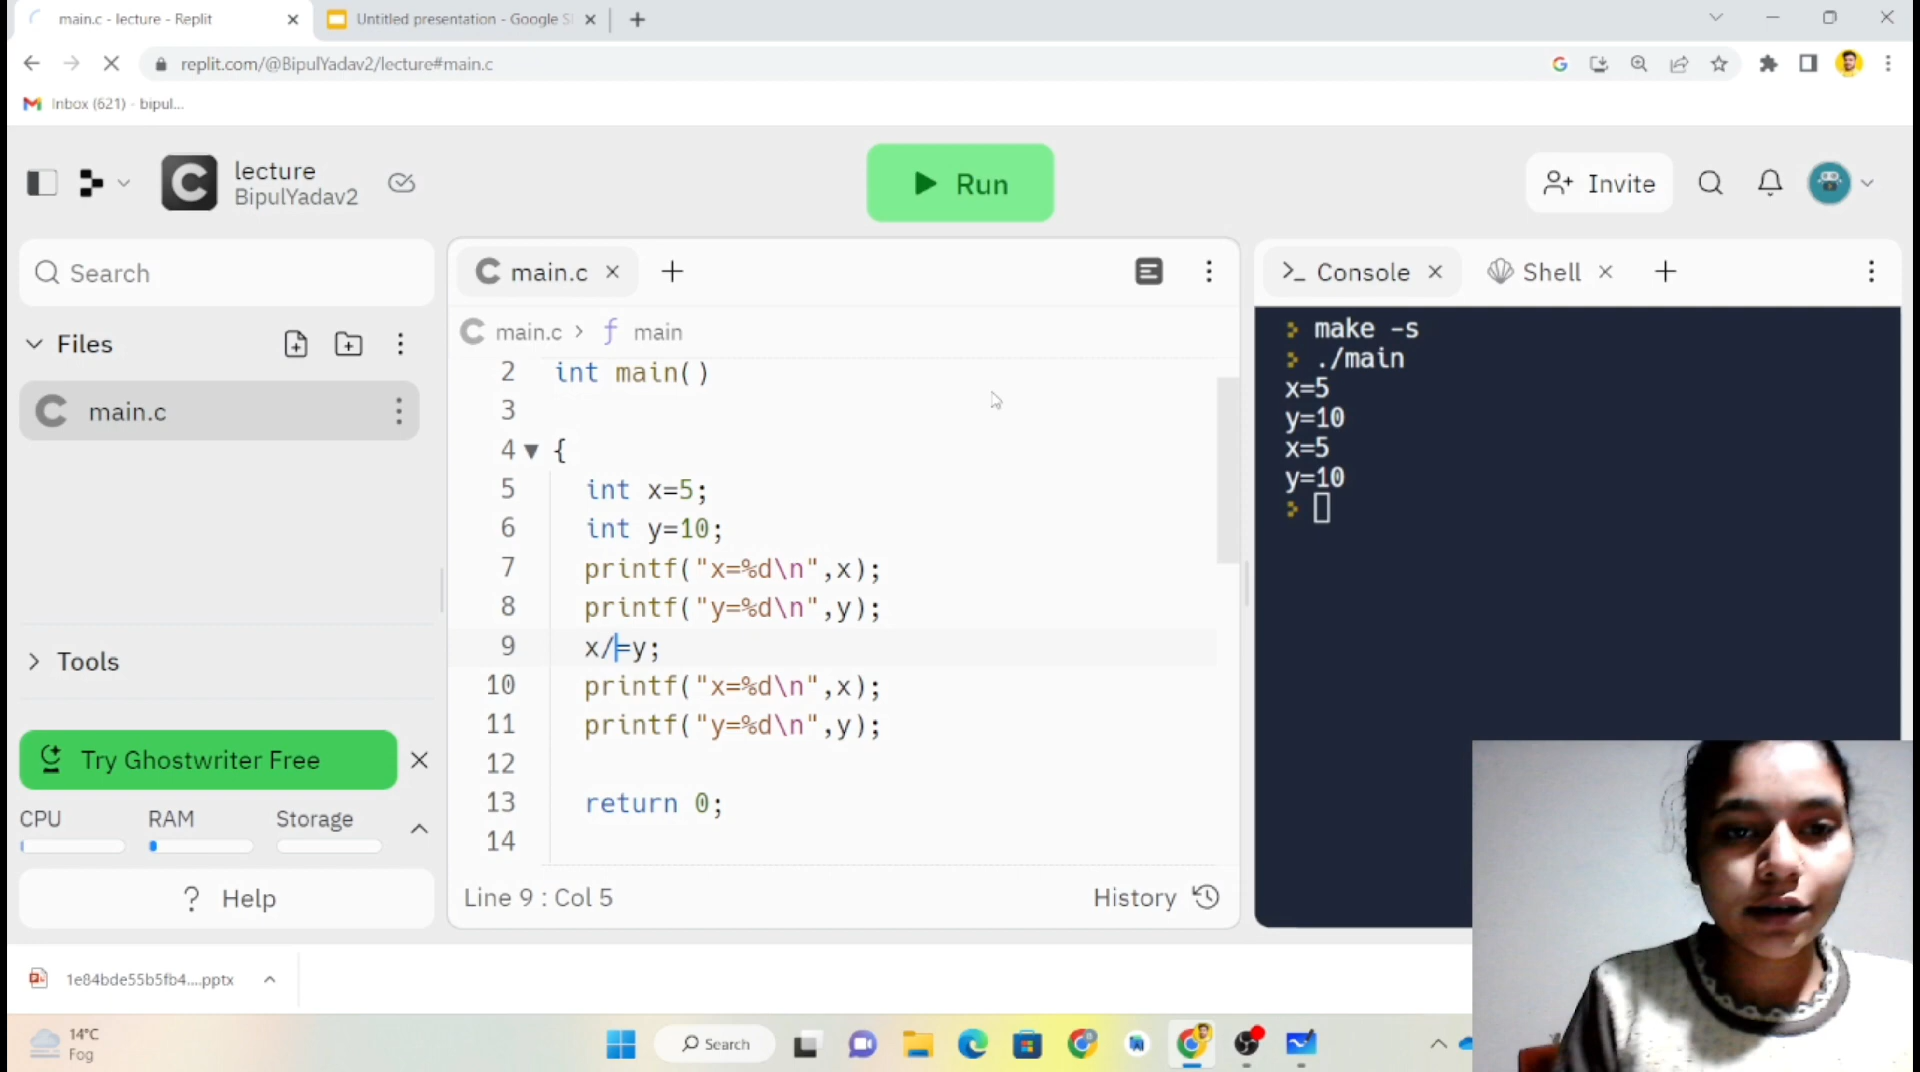 main.c - lecture - Replit
Untitled presentation - Google Sl
replit.com/@BipulYadav2/lecture#main.c
Inbox (621) - bipul...
lecture
BipulYadav2
Run
Invite
Search
Files
main.c
Tools
Try Ghostwriter Free
CPU RAM Storage
? Help
main.c
main.c > f main
2 int main()
3
4 {
5 int x=5;
6 int y=10;
7 printf("x=%d\n",x);
8 printf("y=%d\n",y);
9 x/=y;
10 printf("x=%d\n",x);
11 printf("y=%d\n",y);
12
13 return 0;
14
Line 9 : Col 5
History
>_ Console
Shell
> make -s
> ./main
x=5
y=10
x=5
y=10
>
1e84bde55b5fb4....pptx
14°C
Fog
Search